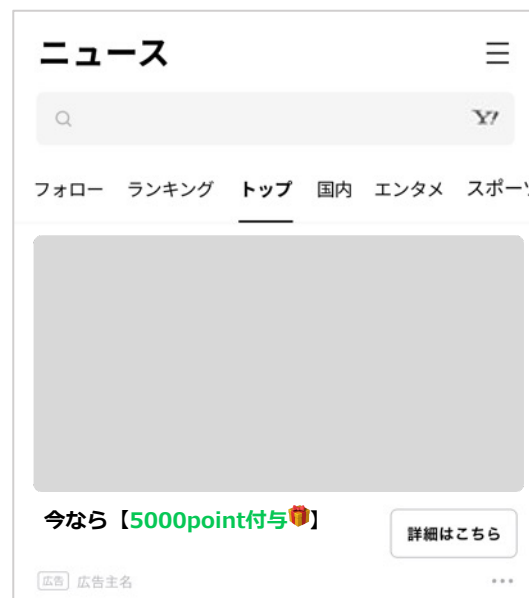 ニュース
Y!
フォロー ランキング トップ 国内 エンタメ スポーツ
今なら【5000point付与🎁】
詳細はこちら
広告 広告主名